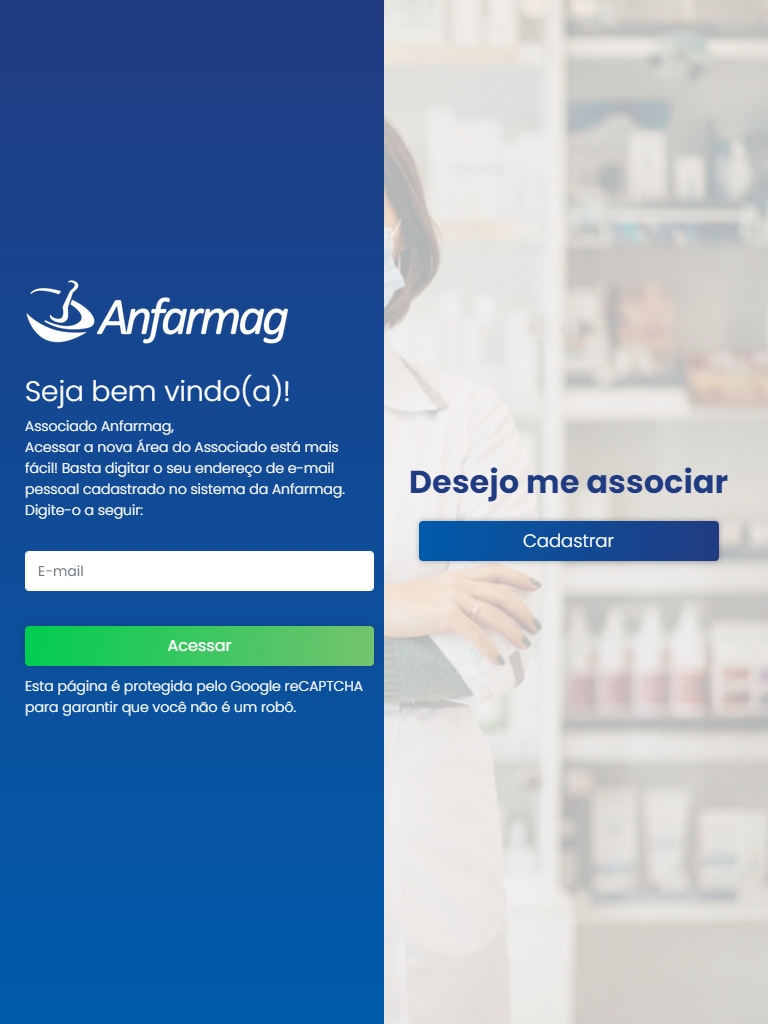 Anfarmag
Seja bem vindo(a)!
Associado Anfarmag,
Acessar a nova Área do Associado está mais
fácil! Basta digitar o seu endereço de e-mail
pessoal cadastrado no sistema da Anfarmag.
Digite-o a seguir:
E-mail
Acessar
Esta página é protegida pelo Google reCAPTCHA
para garantir que você não é um robô.
Desejo me associar
Cadastrar